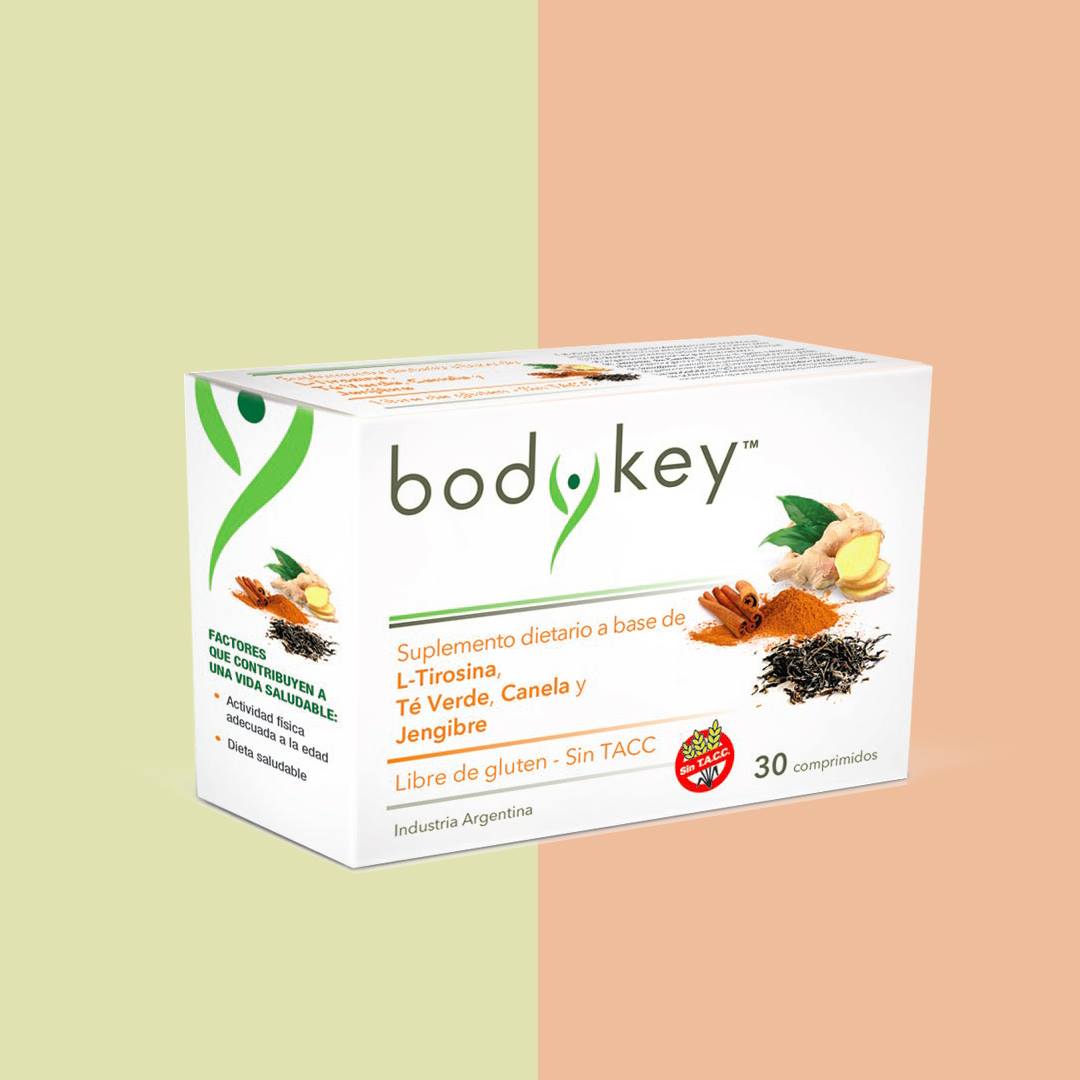 bodykey™
Suplemento dietario a base de
L-Tirosina,
Té Verde, Canela y
Jengibre
Libre de gluten - Sin TACC
Sin T.A.C.C.
30 comprimidos
Industria Argentina
FACTORES
QUE CONTRIBUYEN A
UNA VIDA SALUDABLE:
• Actividad física
adecuada a la edad
• Dieta saludable